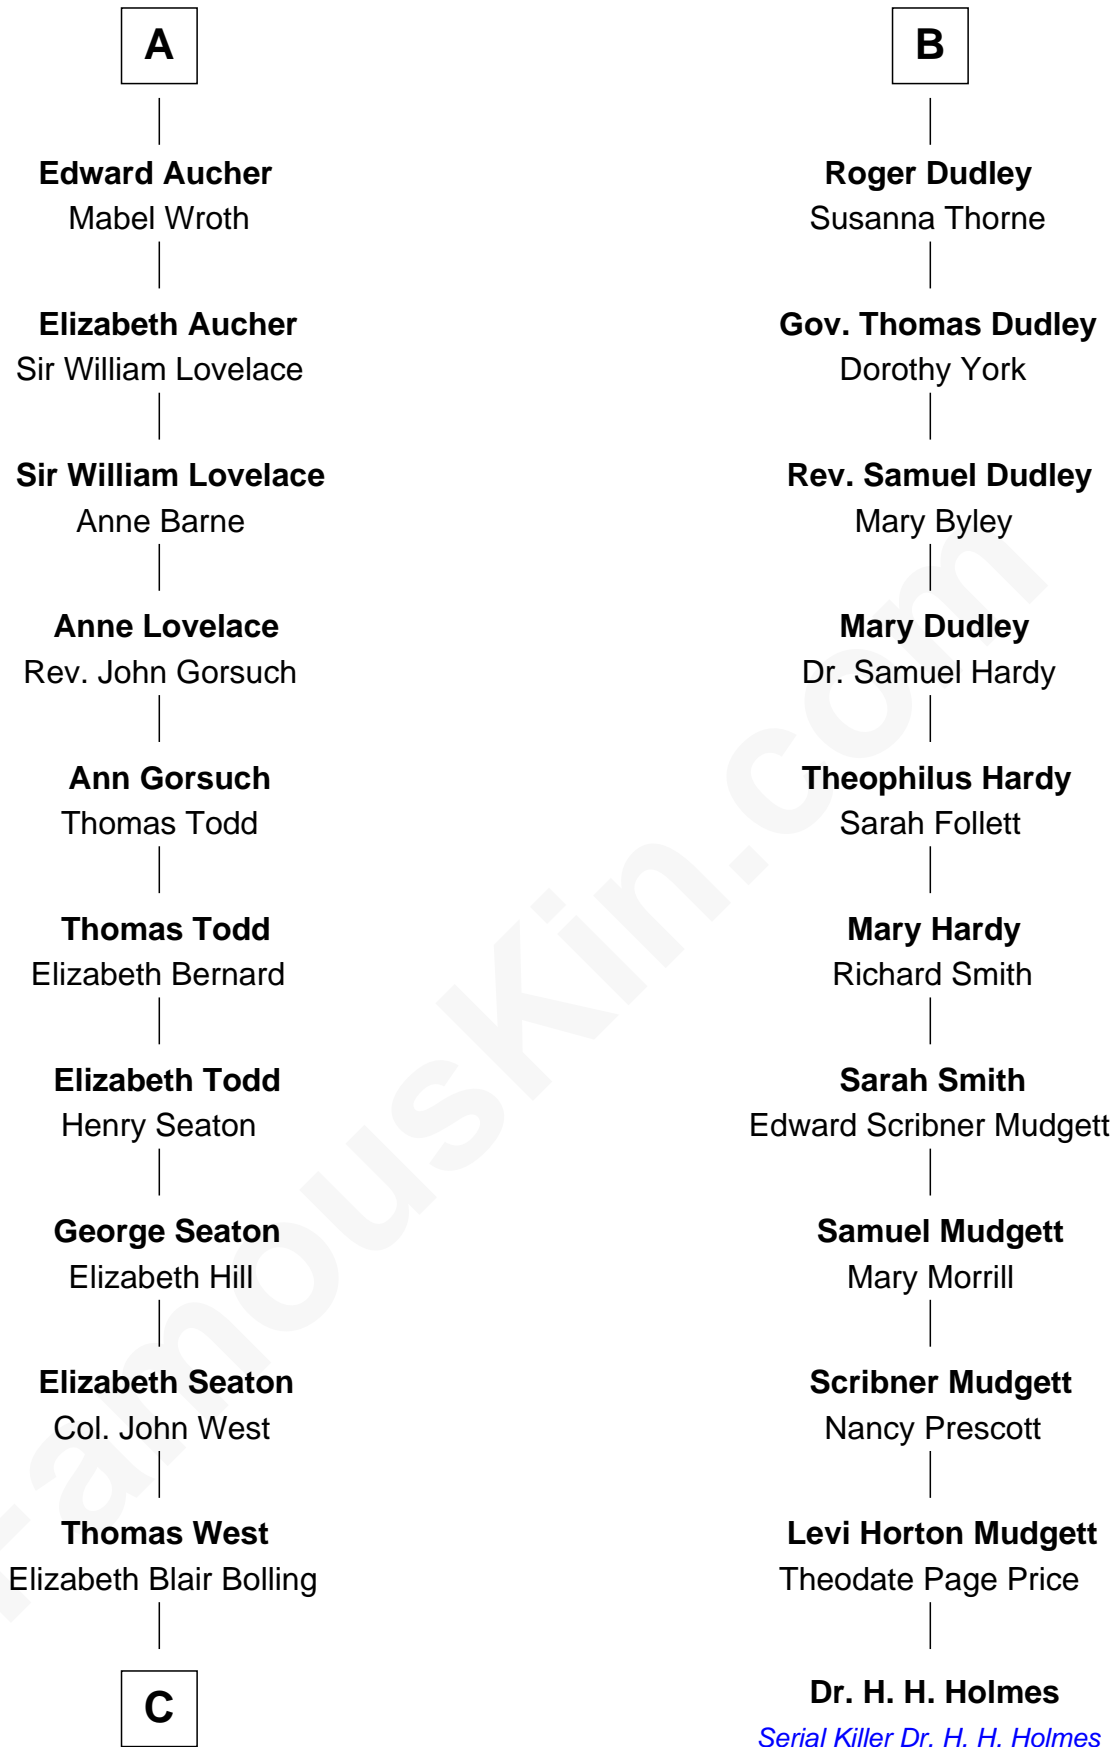 A
Edward Aucher
Mabel Wroth
Elizabeth Aucher
Sir William Lovelace
Sir William Lovelace
Anne Barne
Anne Lovelace
Rev. John Gorsuch
Ann Gorsuch
Thomas Todd
Thomas Todd
Elizabeth Bernard
Elizabeth Todd
Henry Seaton
George Seaton
Elizabeth Hill
Elizabeth Seaton
Col. John West
Thomas West
Elizabeth Blair Bolling
C
B
Roger Dudley
Susanna Thorne
Gov. Thomas Dudley
Dorothy York
Rev. Samuel Dudley
Mary Byley
Mary Dudley
Dr. Samuel Hardy
Theophilus Hardy
Sarah Follett
Mary Hardy
Richard Smith
Sarah Smith
Edward Scribner Mudgett
Samuel Mudgett
Mary Morrill
Scribner Mudgett
Nancy Prescott
Levi Horton Mudgett
Theodate Page Price
Dr. H. H. Holmes
Serial Killer Dr. H. H. Holmes
FamousKin.com